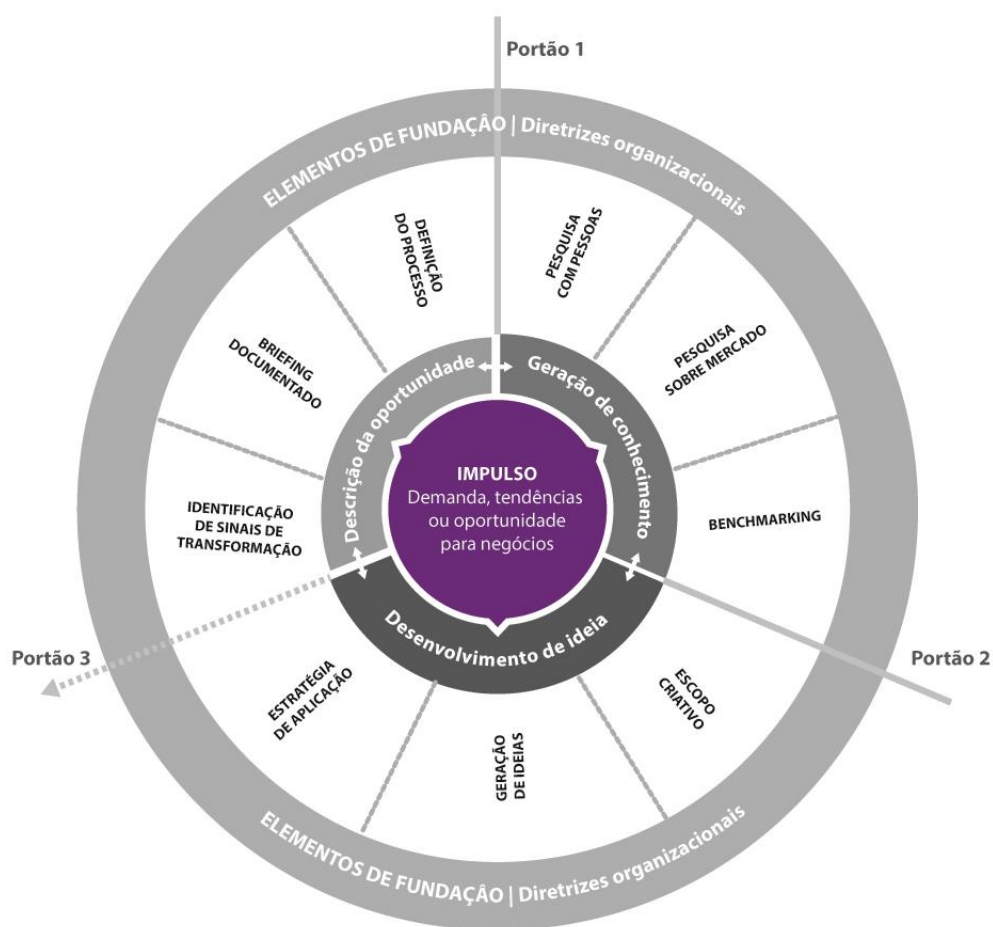 Portão 1
ELEMENTOS DE FUNDAÇÂO | Diretrizes organizacionais
DEFINIÇÃO
DO PROCESSO
PESQUISA
COM PESSOAS
BRIEFING
DOCUMENTADO
PESQUISA
SOBRE MERCADO
Descrição da oportunidade
Geração de conhecimento
IMPULSO
Demanda, tendências
ou oportunidade
para negócios
IDENTIFICAÇÃO
DE SINAIS DE
TRANSFORMAÇÃO
BENCHMARKING
Desenvolvimento de ideia
Portão 3
Portão 2
ESTRATÉGIA
DE APLICAÇÃO
GERAÇÃO
DE IDEIAS
ESCOPO
CRIATIVO
ELEMENTOS DE FUNDAÇÂO | Diretrizes organizacionais